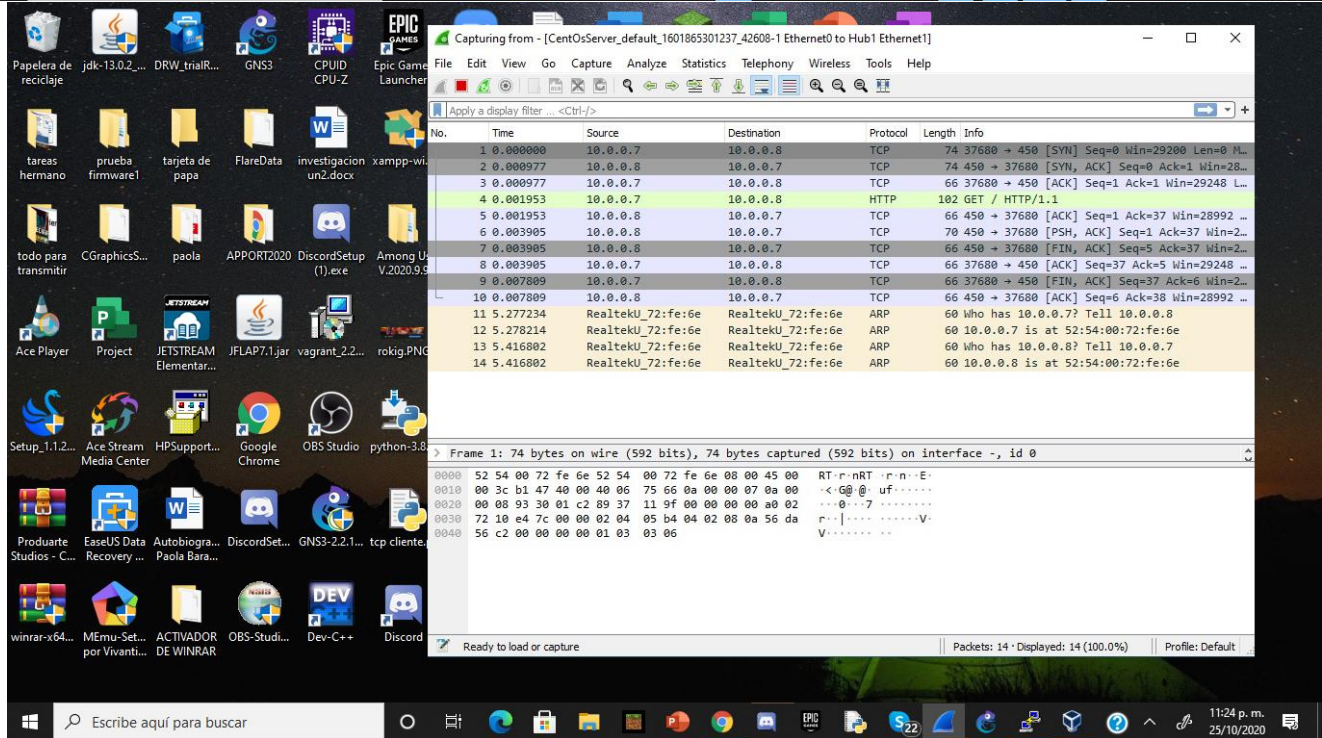 Papelera de reciclaje
jdk-13.0.2_...
DRW_trialR...
GNS3
CPUID CPU-Z
EPIC GAMES
Epic Game Launcher
tareas hermano
prueba firmware1
tarjeta de papa
FlareData
investigacion un2.docx
xampp-wi.
todo para transmitir
CGraphicsS...
paola
APPORT2020
DiscordSetup (1).exe
Among U V.2020.9.9
Ace Player
Project
JETSTREAM
JETSTREAM Elementar...
JFLAP7.1.jar
vagrant_2.2...
rokig.PNG
Setup_1.1.2...
Ace Stream Media Center
HPSupport...
Google Chrome
OBS Studio
python-3.8.
Produarte Studios - C...
EaseUS Data Recovery ...
Autobiogra... Paola Bara...
DiscordSet...
GNS3-2.2.1...
tcp cliente.
winrar-x64...
MEmu-Set... por Vivanti...
ACTIVADOR DE WINRAR
NSIS
OBS-Studi...
DEV
Dev-C++
Discord
Capturing from - [CentOsServer_default_1601865301237_42608-1 Ethernet0 to Hub1 Ethernet1]
File Edit View Go Capture Analyze Statistics Telephony Wireless Tools Help
Apply a display filter ... <Ctrl-/>
No. Time Source Destination Protocol Length Info
1 0.000000 10.0.0.7 10.0.0.8 TCP 74 37680 → 450 [SYN] Seq=0 Win=29200 Len=0 M...
2 0.000977 10.0.0.8 10.0.0.7 TCP 74 450 → 37680 [SYN, ACK] Seq=0 Ack=1 Win=28...
3 0.000977 10.0.0.7 10.0.0.8 TCP 66 37680 → 450 [ACK] Seq=1 Ack=1 Win=29248 L...
4 0.001953 10.0.0.7 10.0.0.8 HTTP 102 GET / HTTP/1.1
5 0.001953 10.0.0.8 10.0.0.7 TCP 66 450 → 37680 [ACK] Seq=1 Ack=37 Win=28992 ...
6 0.003905 10.0.0.8 10.0.0.7 TCP 70 450 → 37680 [PSH, ACK] Seq=1 Ack=37 Win=2...
7 0.003905 10.0.0.8 10.0.0.7 TCP 66 450 → 37680 [FIN, ACK] Seq=5 Ack=37 Win=2...
8 0.003905 10.0.0.7 10.0.0.8 TCP 66 37680 → 450 [ACK] Seq=37 Ack=5 Win=29248 ...
9 0.007809 10.0.0.7 10.0.0.8 TCP 66 37680 → 450 [FIN, ACK] Seq=37 Ack=6 Win=2...
10 0.007809 10.0.0.8 10.0.0.7 TCP 66 450 → 37680 [ACK] Seq=6 Ack=38 Win=28992 ...
11 5.277234 RealtekU_72:fe:6e RealtekU_72:fe:6e ARP 60 Who has 10.0.0.7? Tell 10.0.0.8
12 5.278214 RealtekU_72:fe:6e RealtekU_72:fe:6e ARP 60 10.0.0.7 is at 52:54:00:72:fe:6e
13 5.416802 RealtekU_72:fe:6e RealtekU_72:fe:6e ARP 60 Who has 10.0.0.8? Tell 10.0.0.7
14 5.416802 RealtekU_72:fe:6e RealtekU_72:fe:6e ARP 60 10.0.0.8 is at 52:54:00:72:fe:6e
> Frame 1: 74 bytes on wire (592 bits), 74 bytes captured (592 bits) on interface -, id 0
0000 52 54 00 72 fe 6e 52 54 00 72 fe 6e 08 00 45 00 RT·r·nRT ·r·n··E·
0010 00 3c b1 47 40 00 40 06 75 66 0a 00 00 07 0a 00 ·<·G@·@· uf······
0020 00 08 93 30 01 c2 89 37 11 9f 00 00 00 00 a0 02 ···0···7 ········
0030 72 10 e4 7c 00 00 02 04 05 b4 04 02 08 0a 56 da r··|···· ······V·
0040 56 c2 00 00 00 00 01 03 03 06 V······· ··
Ready to load or capture
Packets: 14 · Displayed: 14 (100.0%)
Profile: Default
Escribe aquí para buscar
EPIC
22
11:24 p. m.
25/10/2020